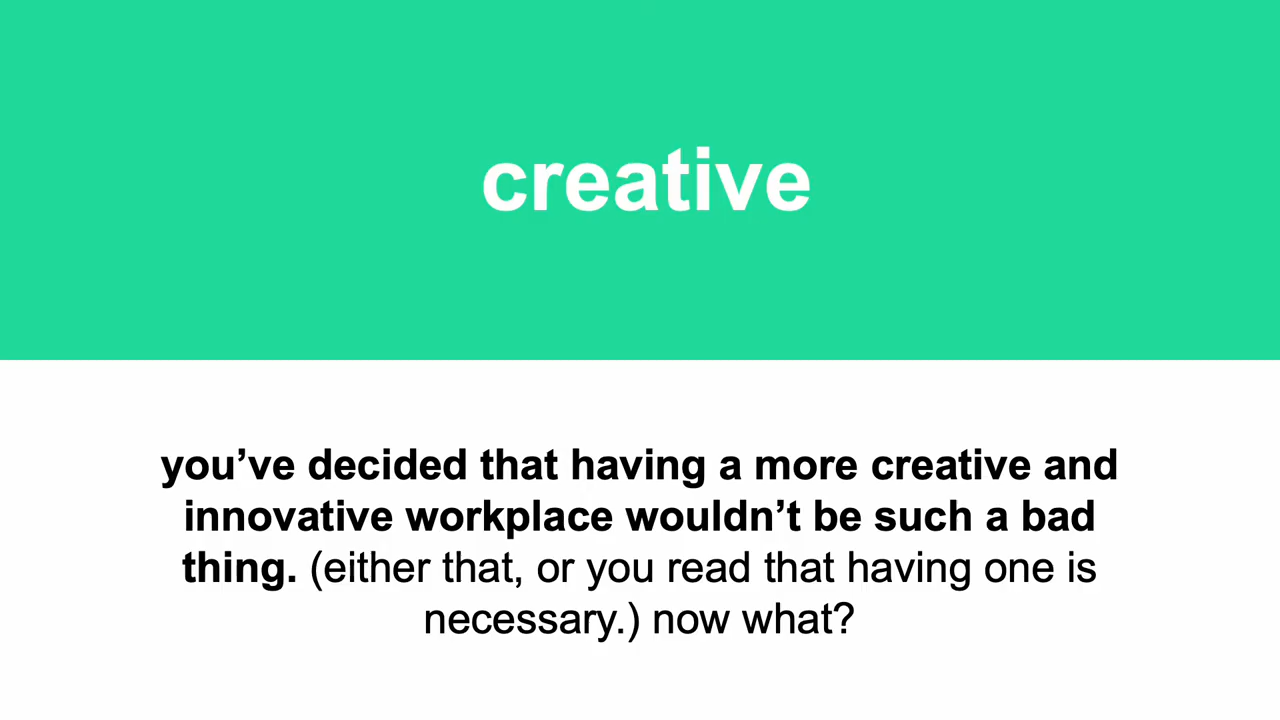 creative
you’ve decided that having a more creative and
innovative workplace wouldn’t be such a bad
thing. (either that, or you read that having one is
necessary.) now what?